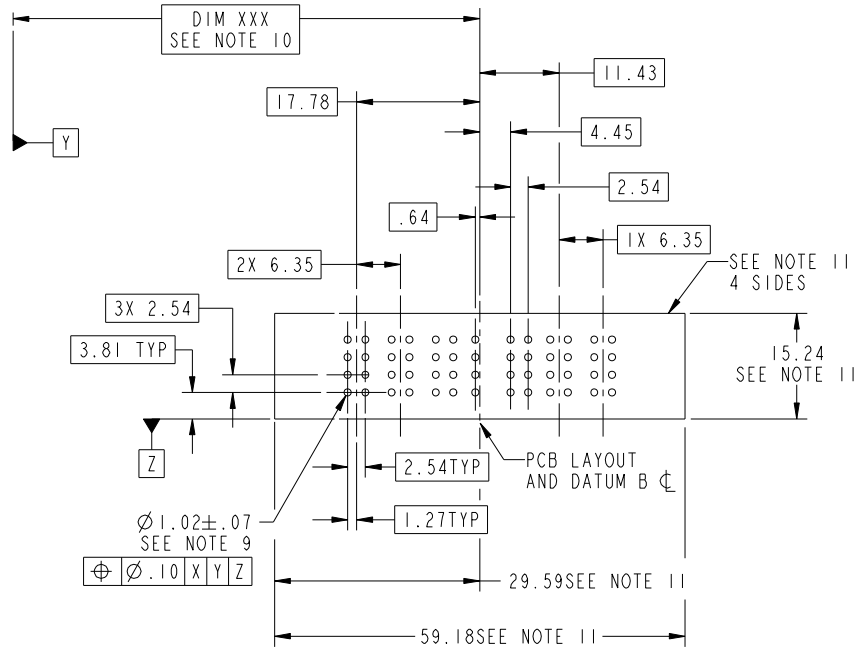 DIM XXX
SEE NOTE 10
11.43
17.78
4.45
Y
2.54
.64
2X 6.35
1X 6.35
SEE NOTE 11
4 SIDES
3X 2.54
3.81 TYP
15.24
SEE NOTE 11
Z
2.54TYP
PCB LAYOUT
AND DATUM B ℄
Ø1.02±.07
SEE NOTE 9
1.27TYP
⌖ Ø.10 X Y Z
29.59SEE NOTE 11
59.18SEE NOTE 11